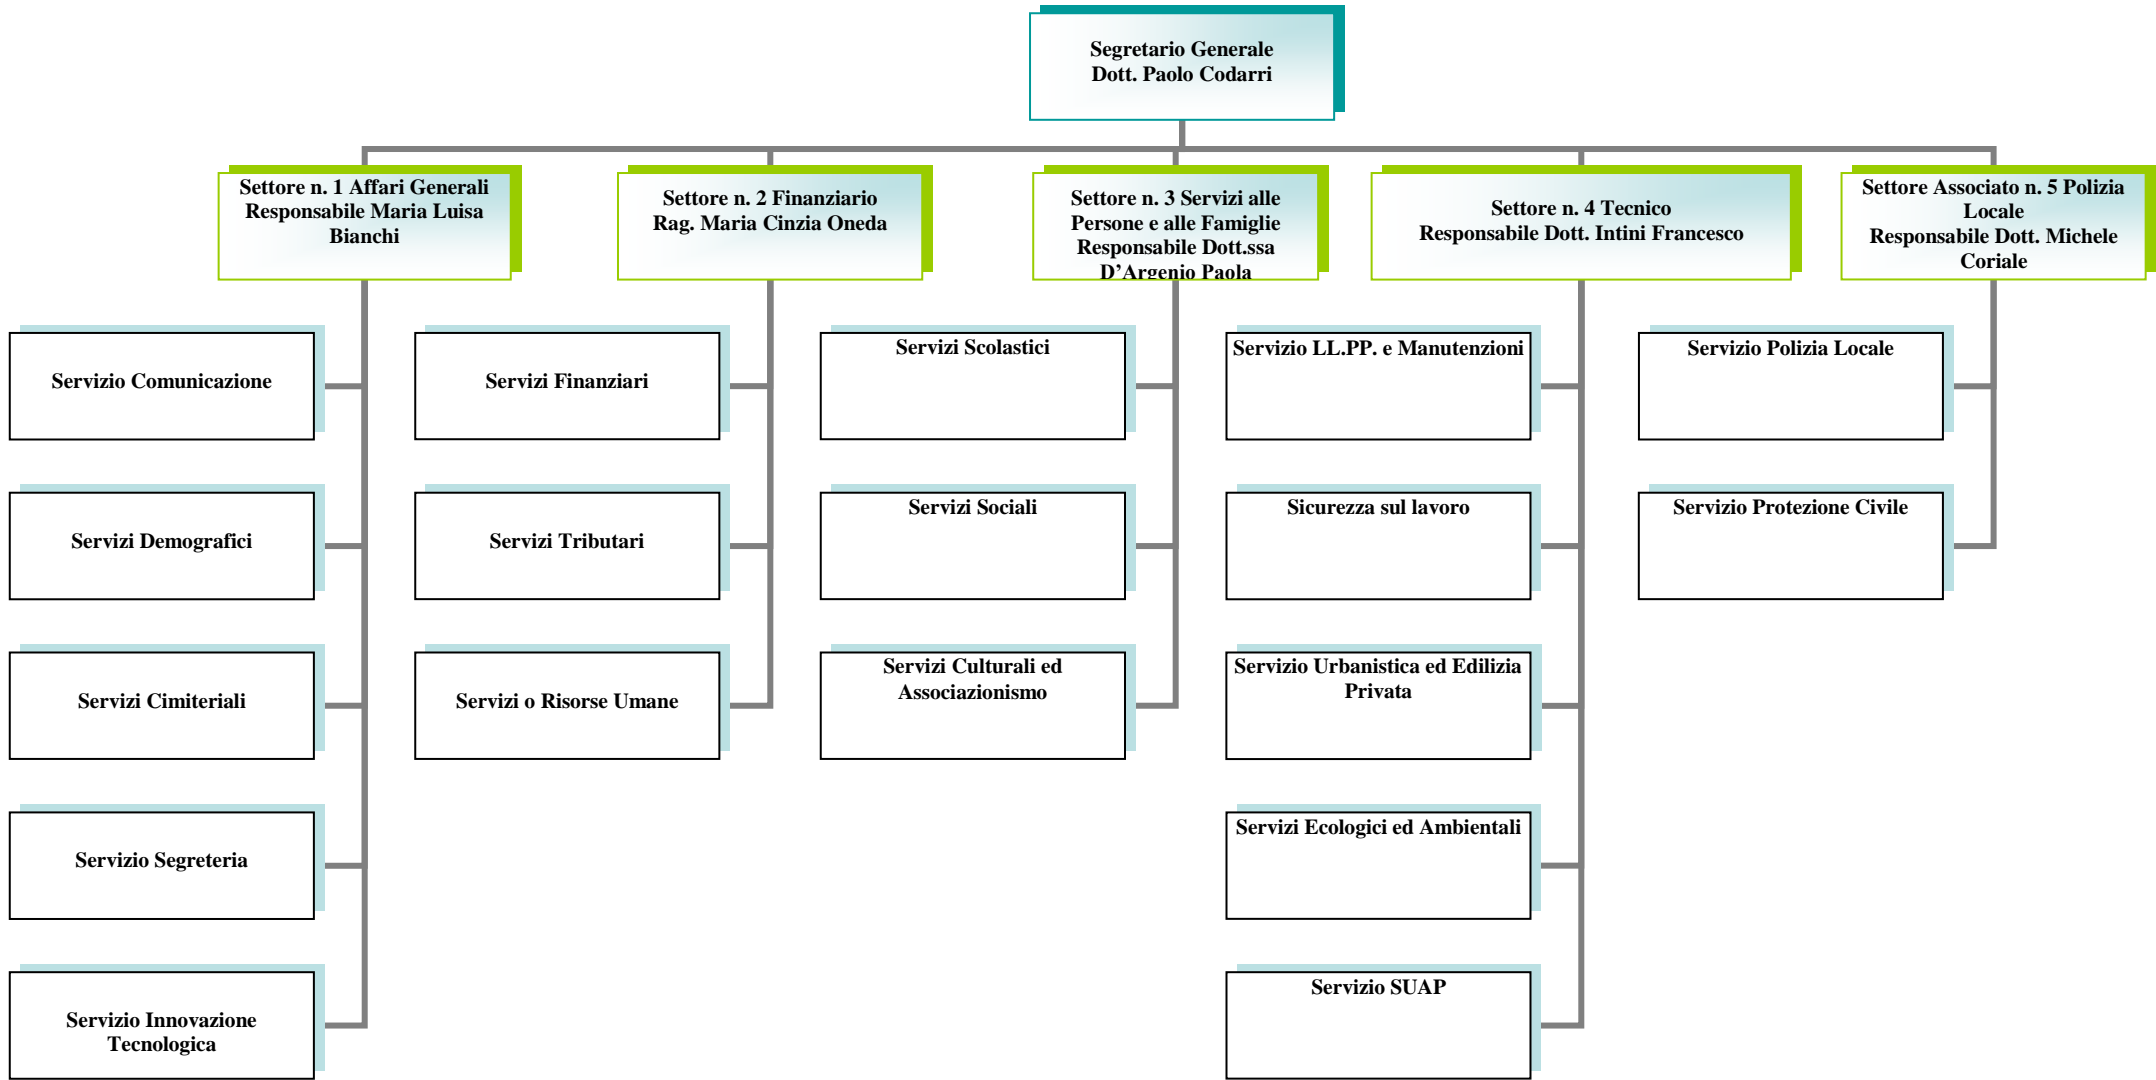 Segretario Generale
Dott. Paolo Codarri
Settore n. 1 Affari Generali
Responsabile Maria Luisa
Bianchi
Settore n. 2 Finanziario
Rag. Maria Cinzia Oneda
Settore n. 3 Servizi alle
Persone e alle Famiglie
Responsabile Dott.ssa
D’Argenio Paola
Settore n. 4 Tecnico
Responsabile Dott. Intini Francesco
Settore Associato n. 5 Polizia
Locale
Responsabile Dott. Michele
Coriale
Servizio Comunicazione
Servizi Finanziari
Servizi Scolastici
Servizio LL.PP. e Manutenzioni
Servizio Polizia Locale
Servizi Demografici
Servizi Tributari
Servizi Sociali
Sicurezza sul lavoro
Servizio Protezione Civile
Servizi Cimiteriali
Servizi o Risorse Umane
Servizi Culturali ed
Associazionismo
Servizio Urbanistica ed Edilizia
Privata
Servizio Segreteria
Servizi Ecologici ed Ambientali
Servizio Innovazione
Tecnologica
Servizio SUAP